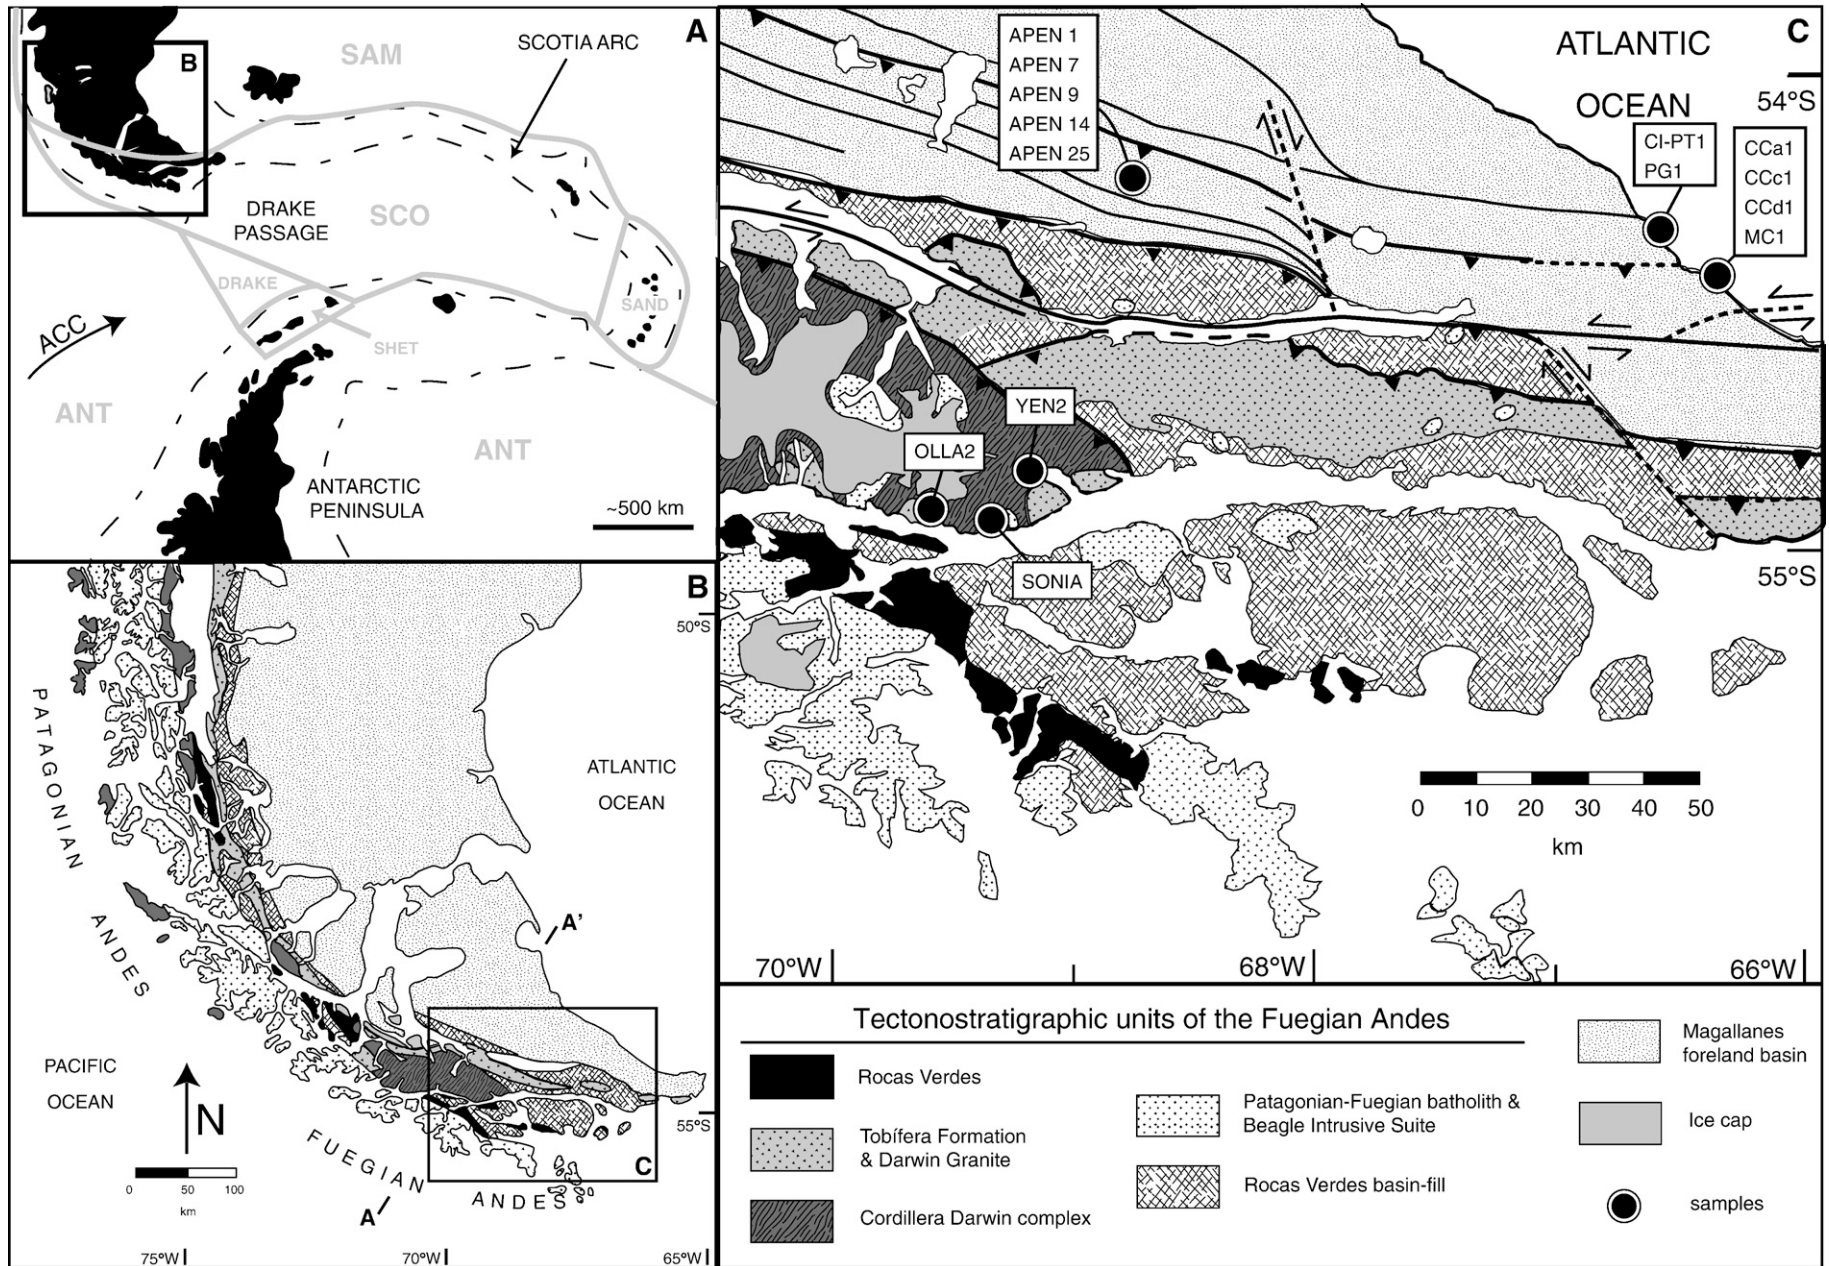 A
SAM
SCOTIA ARC
B
DRAKE
PASSAGE
SCO
DRAKE
SAND
SHET
ACC
ANT
ANT
ANTARCTIC
PENINSULA
~500 km
B
50°S
PATAGONIAN
ANDES
ATLANTIC
OCEAN
A'
PACIFIC
OCEAN
N
55°S
C
FUEGIAN
ANDES
A
0 50 100
km
75°W
70°W
65°W
C
ATLANTIC
OCEAN
54°S
APEN 1
APEN 7
APEN 9
APEN 14
APEN 25
CI-PT1
PG1
CCa1
CCc1
CCd1
MC1
YEN2
OLLA2
SONIA
55°S
0 10 20 30 40 50
km
70°W
68°W
66°W
Tectonostratigraphic units of the Fuegian Andes
Rocas Verdes
Tobífera Formation
& Darwin Granite
Cordillera Darwin complex
Patagonian-Fuegian batholith &
Beagle Intrusive Suite
Rocas Verdes basin-fill
Magallanes
foreland basin
Ice cap
samples